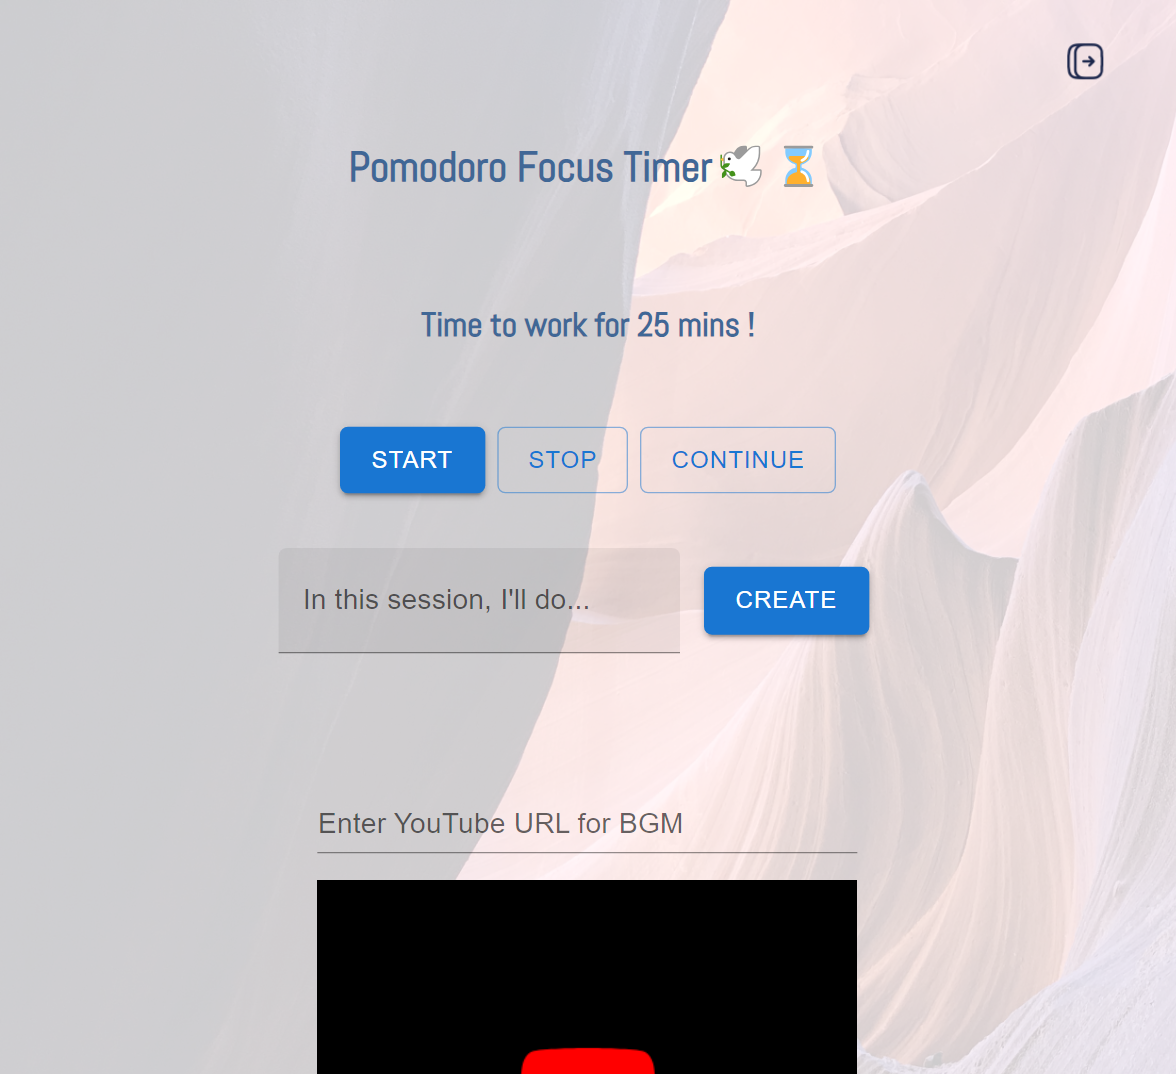 Pomodoro Focus Timer🕊️ ⏳
Time to work for 25 mins !
START STOP CONTINUE
In this session, I'll do...
CREATE
Enter YouTube URL for BGM